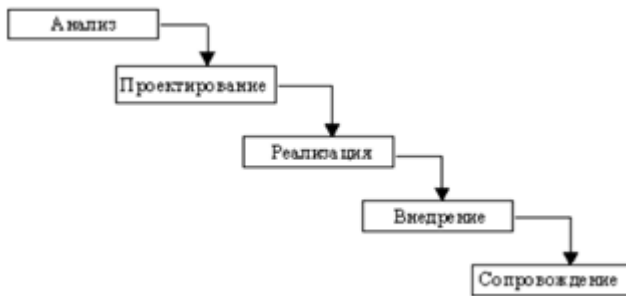 Анализ
Проектирование
Реализация
Внедрение
Сопровождение